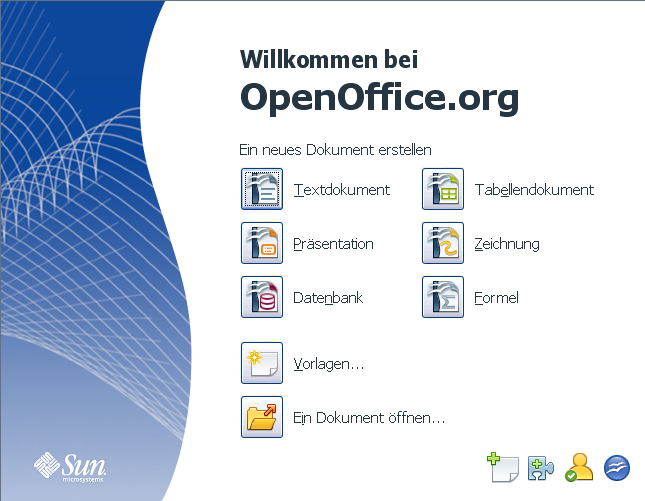 Willkommen bei
OpenOffice.org
Ein neues Dokument erstellen
Textdokument
Tabellendokument
Präsentation
Zeichnung
Datenbank
Formel
Vorlagen...
Ein Dokument öffnen...
Sun
microsystems